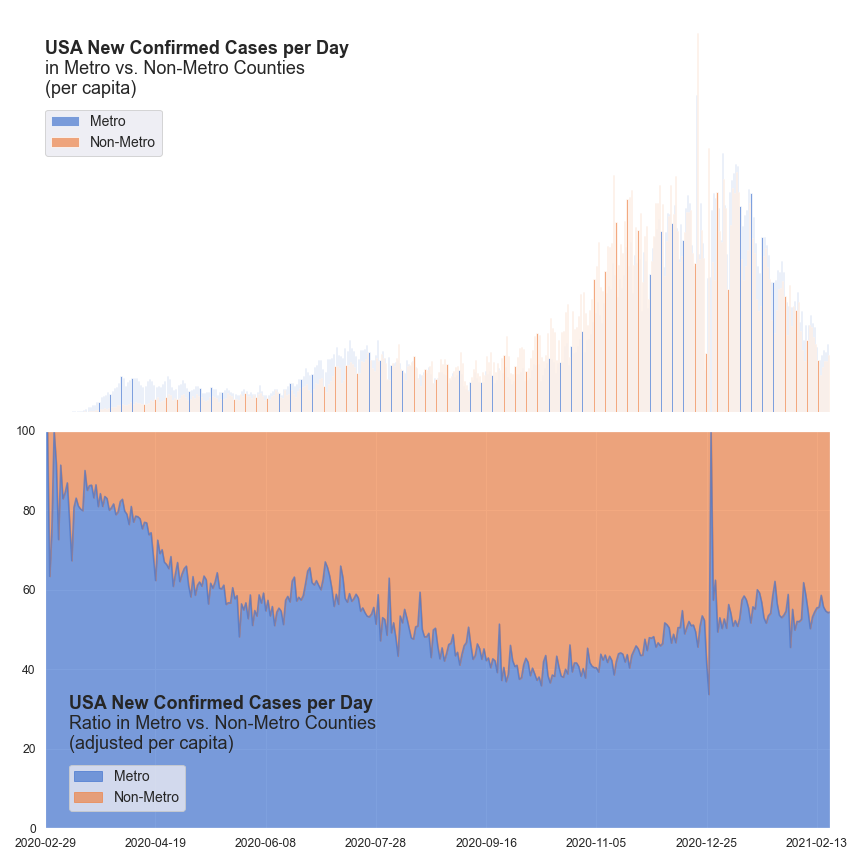 USA New Confirmed Cases per Day
in Metro vs. Non-Metro Counties
(per capita)
Metro
Non-Metro
100
80
60
40
20
0
USA New Confirmed Cases per Day
Ratio in Metro vs. Non-Metro Counties
(adjusted per capita)
Metro
Non-Metro
2020-02-29 2020-04-19 2020-06-08 2020-07-28 2020-09-16 2020-11-05 2020-12-25 2021-02-13